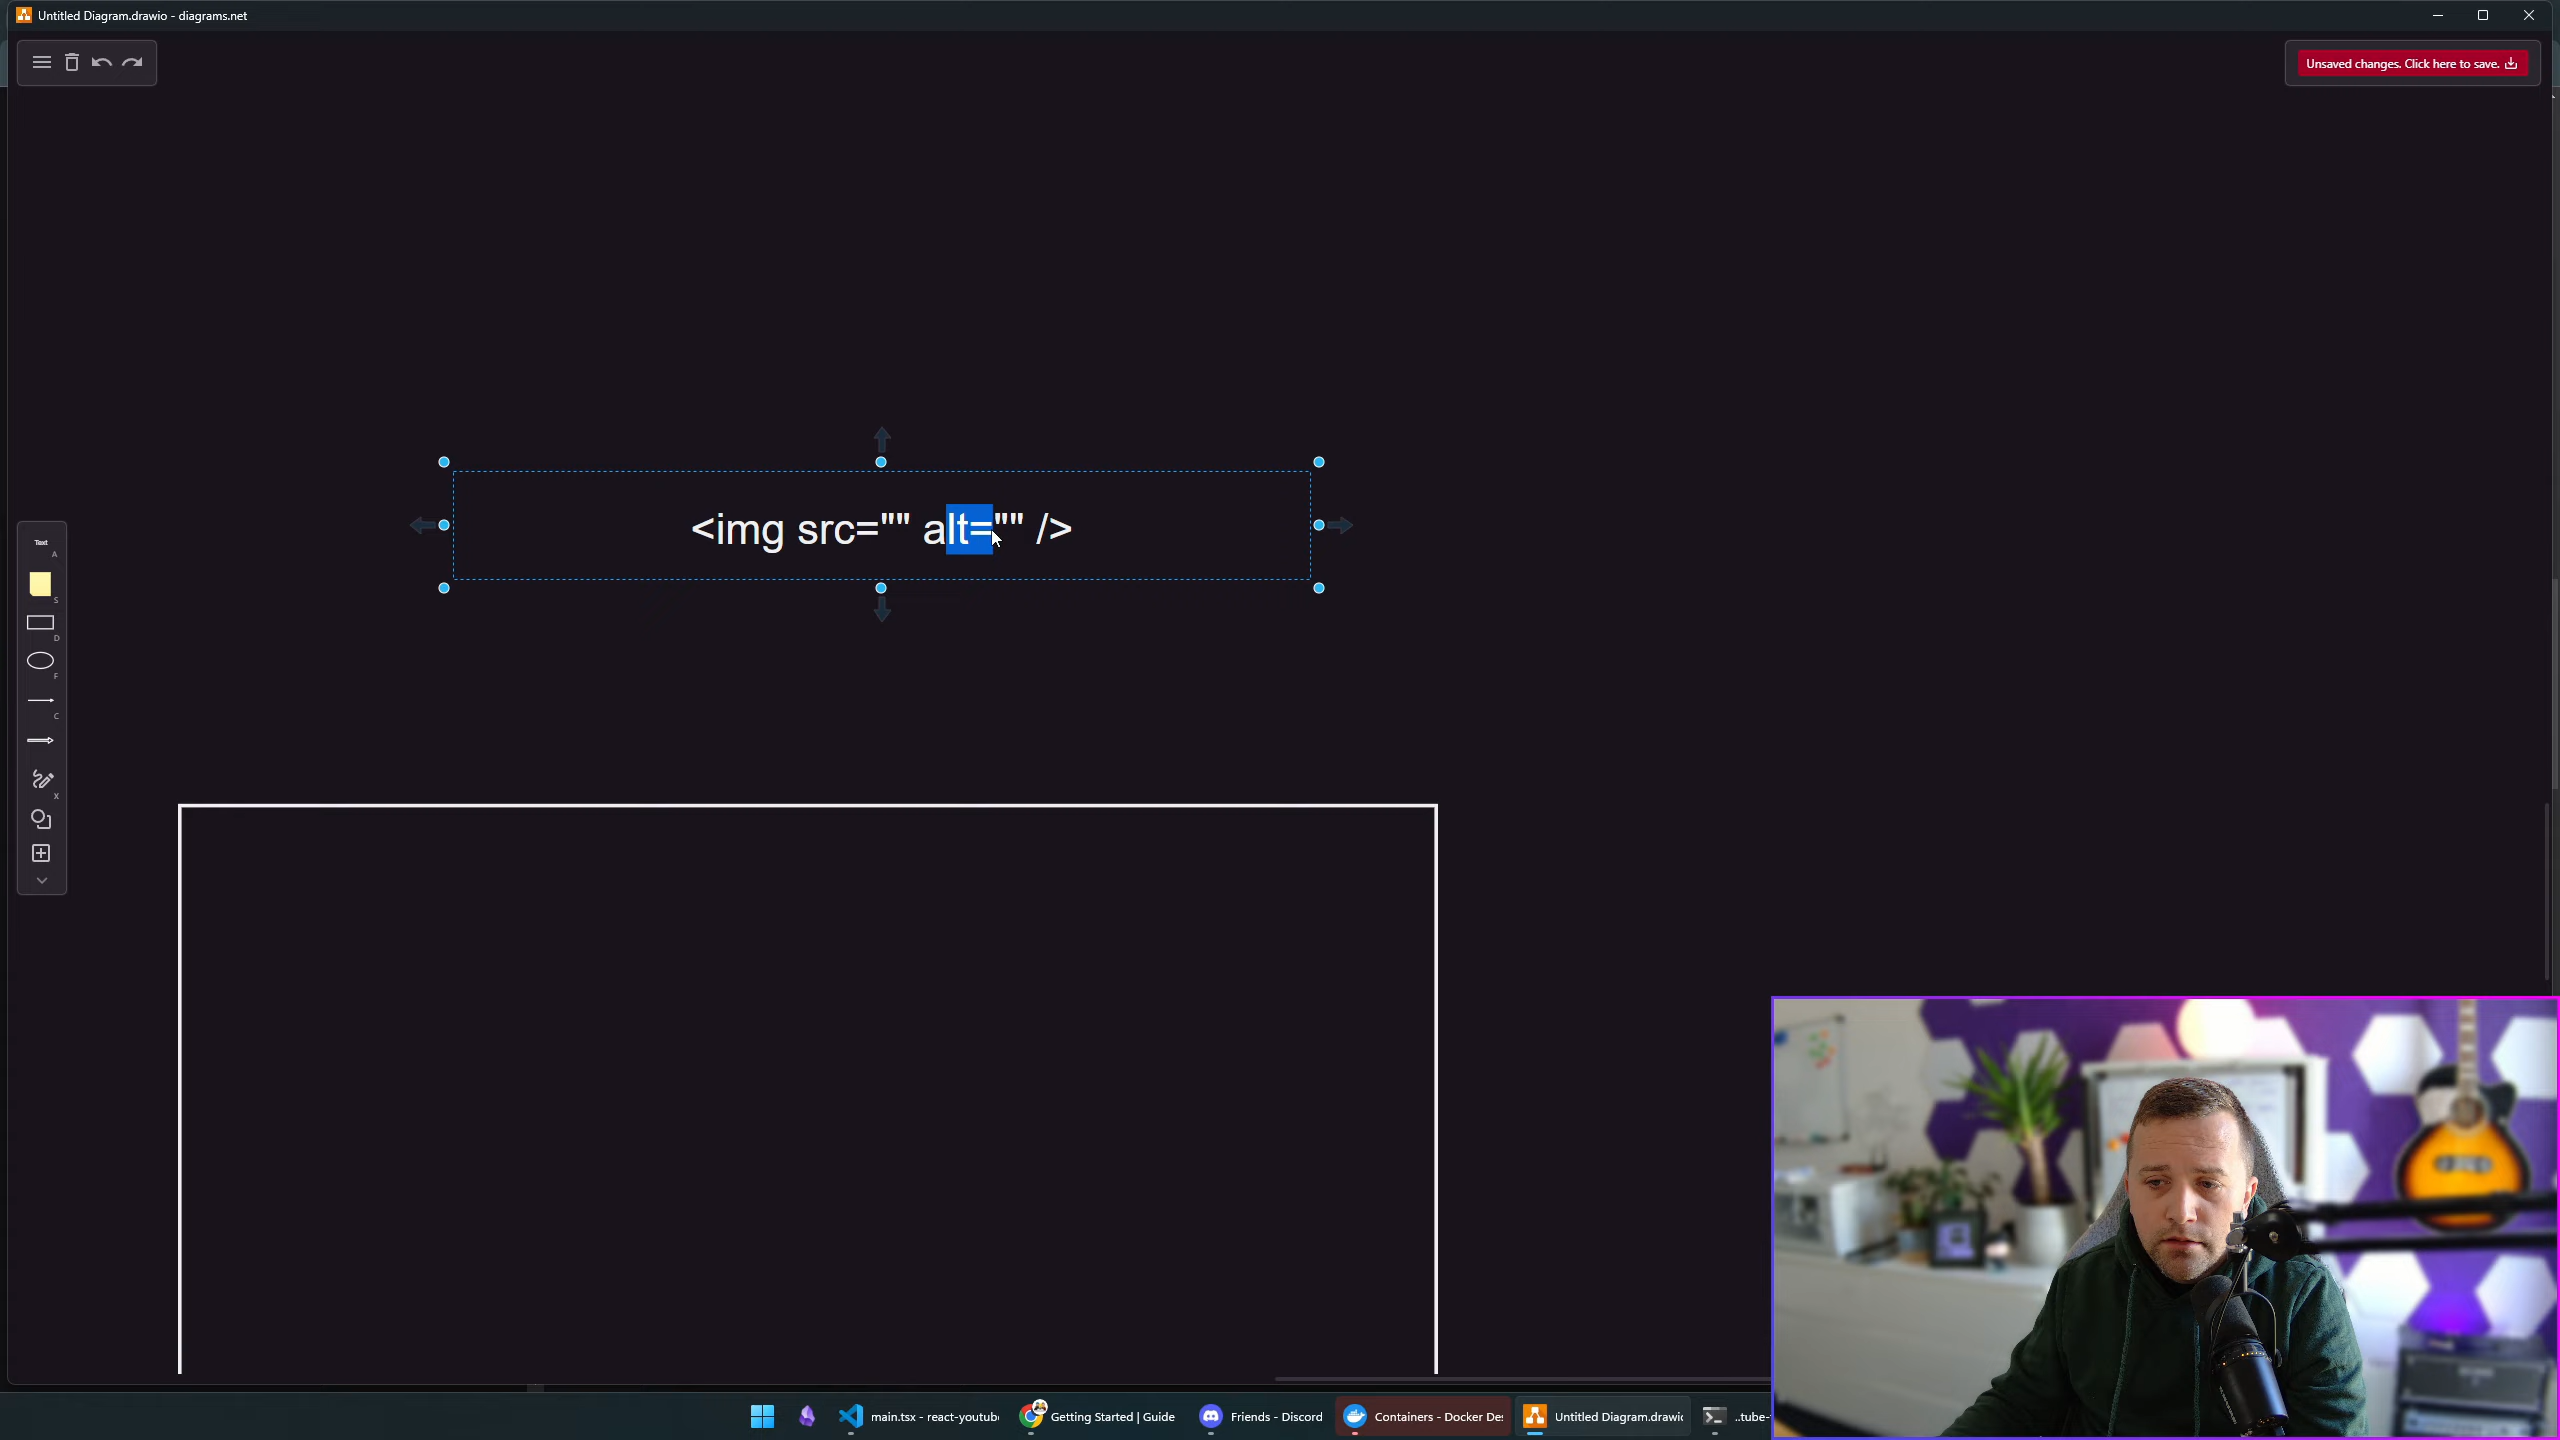 Untitled Diagram.drawio - diagrams.net
Unsaved changes. Click here to save.
<img src="" alt="" />
Text
A
S
D
F
C
X
main.tsx - react-youtub
Getting Started | Guide
Friends - Discord
Containers - Docker De
Untitled Diagram.drawi
..tube-